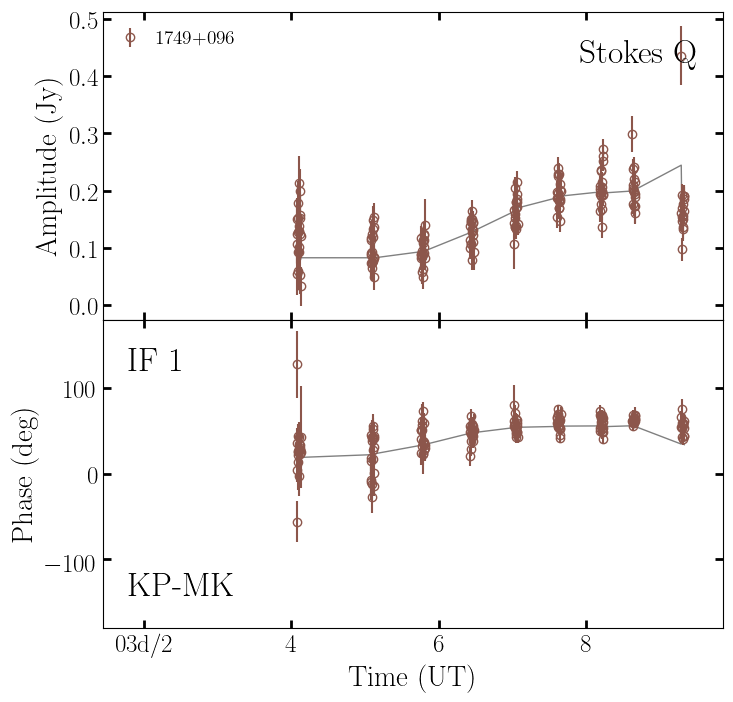 1749+096
Stokes Q
0.5
0.4
0.3
0.2
0.1
0.0
Amplitude (Jy)
IF 1
100
0
−100
Phase (deg)
KP-MK
03d/2 4 6 8
Time (UT)